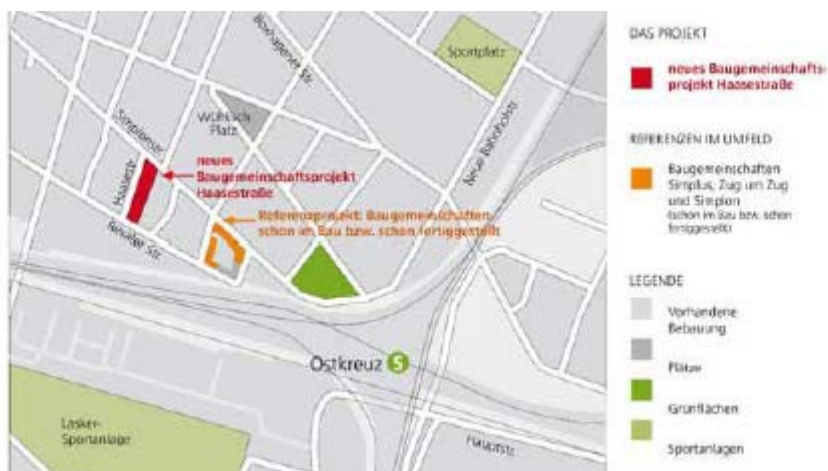 Boxhagener Str.
Sportplatz
Wühlisch
Platz
Simplonstr.
Neue Bahnhofstr.
neues
Baugemeinschaftsprojekt
Haasestraße
Haasestr.
Referenzprojekt: Baugemeinschaften
schon im Bau bzw. schon fertiggestellt
Revaler Str.
Ostkreuz S
Lasker-
Sportanlage
Hauptstr.
DAS PROJEKT
neues Baugemeinschafts-
projekt Haasestraße
REFERENZEN IM UMFELD
Baugemeinschaften
Simplus, Zug um Zug
und Simplon
(schon im Bau bzw. schon
fertiggestellt)
LEGENDE
Vorhandene
Bebauung
Plätze
Grünflächen
Sportanlagen